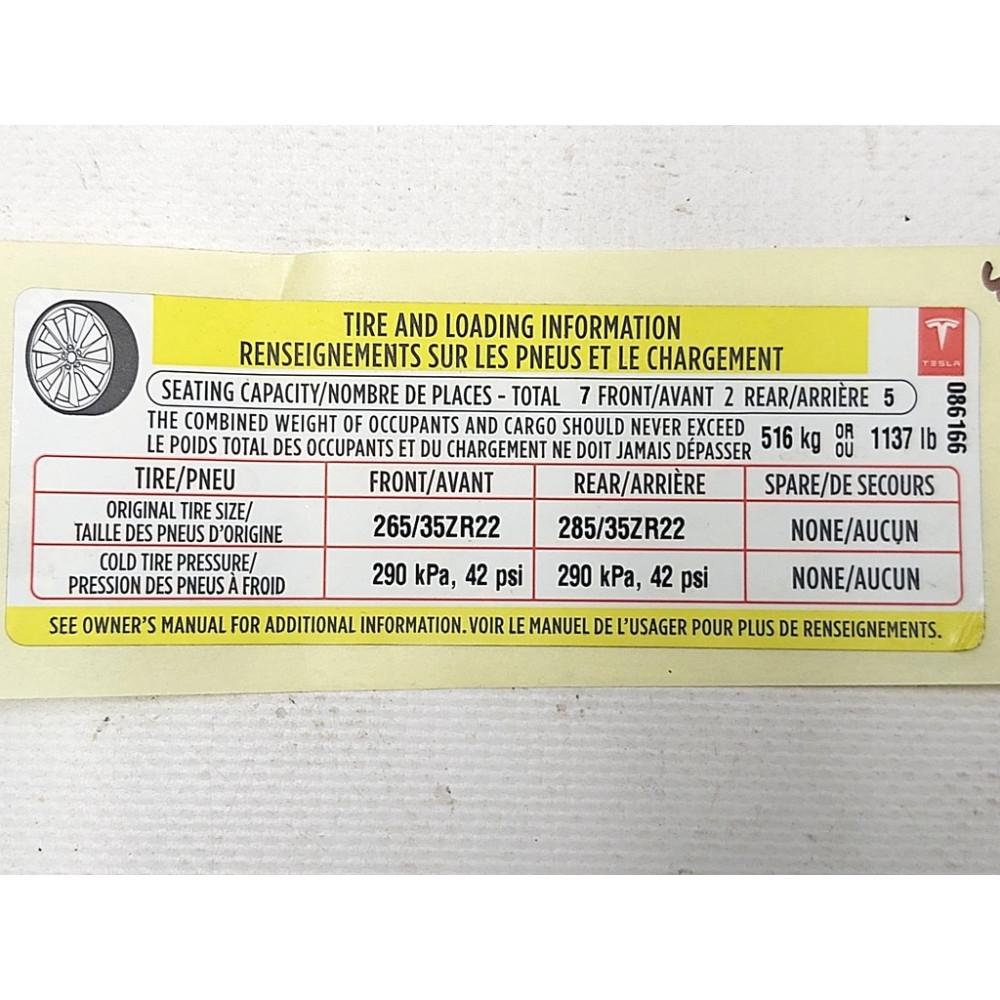 TIRE AND LOADING INFORMATION
RENSEIGNEMENTS SUR LES PNEUS ET LE CHARGEMENT
TESLA
SEATING CAPACITY/NOMBRE DE PLACES - TOTAL 7 FRONT/AVANT 2 REAR/ARRIÈRE 5
086166
THE COMBINED WEIGHT OF OCCUPANTS AND CARGO SHOULD NEVER EXCEED
LE POIDS TOTAL DES OCCUPANTS ET DU CHARGEMENT NE DOIT JAMAIS DÉPASSER
516 kg OR OU 1137 lb
TIRE/PNEU FRONT/AVANT REAR/ARRIÈRE SPARE/DE SECOURS
ORIGINAL TIRE SIZE/
TAILLE DES PNEUS D'ORIGINE
265/35ZR22 285/35ZR22 NONE/AUCUN
COLD TIRE PRESSURE/
PRESSION DES PNEUS À FROID
290 kPa, 42 psi 290 kPa, 42 psi NONE/AUCUN
SEE OWNER'S MANUAL FOR ADDITIONAL INFORMATION. VOIR LE MANUEL DE L'USAGER POUR PLUS DE RENSEIGNEMENTS.